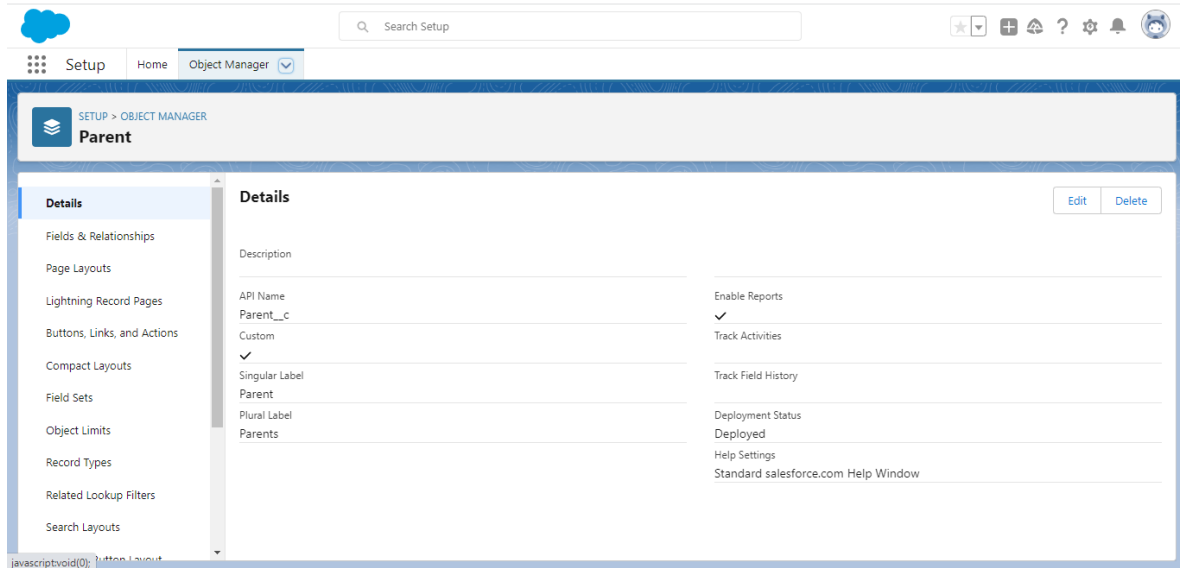 Search Setup
Setup Home Object Manager
SETUP > OBJECT MANAGER
Parent
Details
Fields & Relationships
Page Layouts
Lightning Record Pages
Buttons, Links, and Actions
Compact Layouts
Field Sets
Object Limits
Record Types
Related Lookup Filters
Search Layouts
Button Layout
javascript:void(0);
Details
Edit Delete
Description
API Name
Parent__c
Custom
Singular Label
Parent
Plural Label
Parents
Enable Reports
Track Activities
Track Field History
Deployment Status
Deployed
Help Settings
Standard salesforce.com Help Window